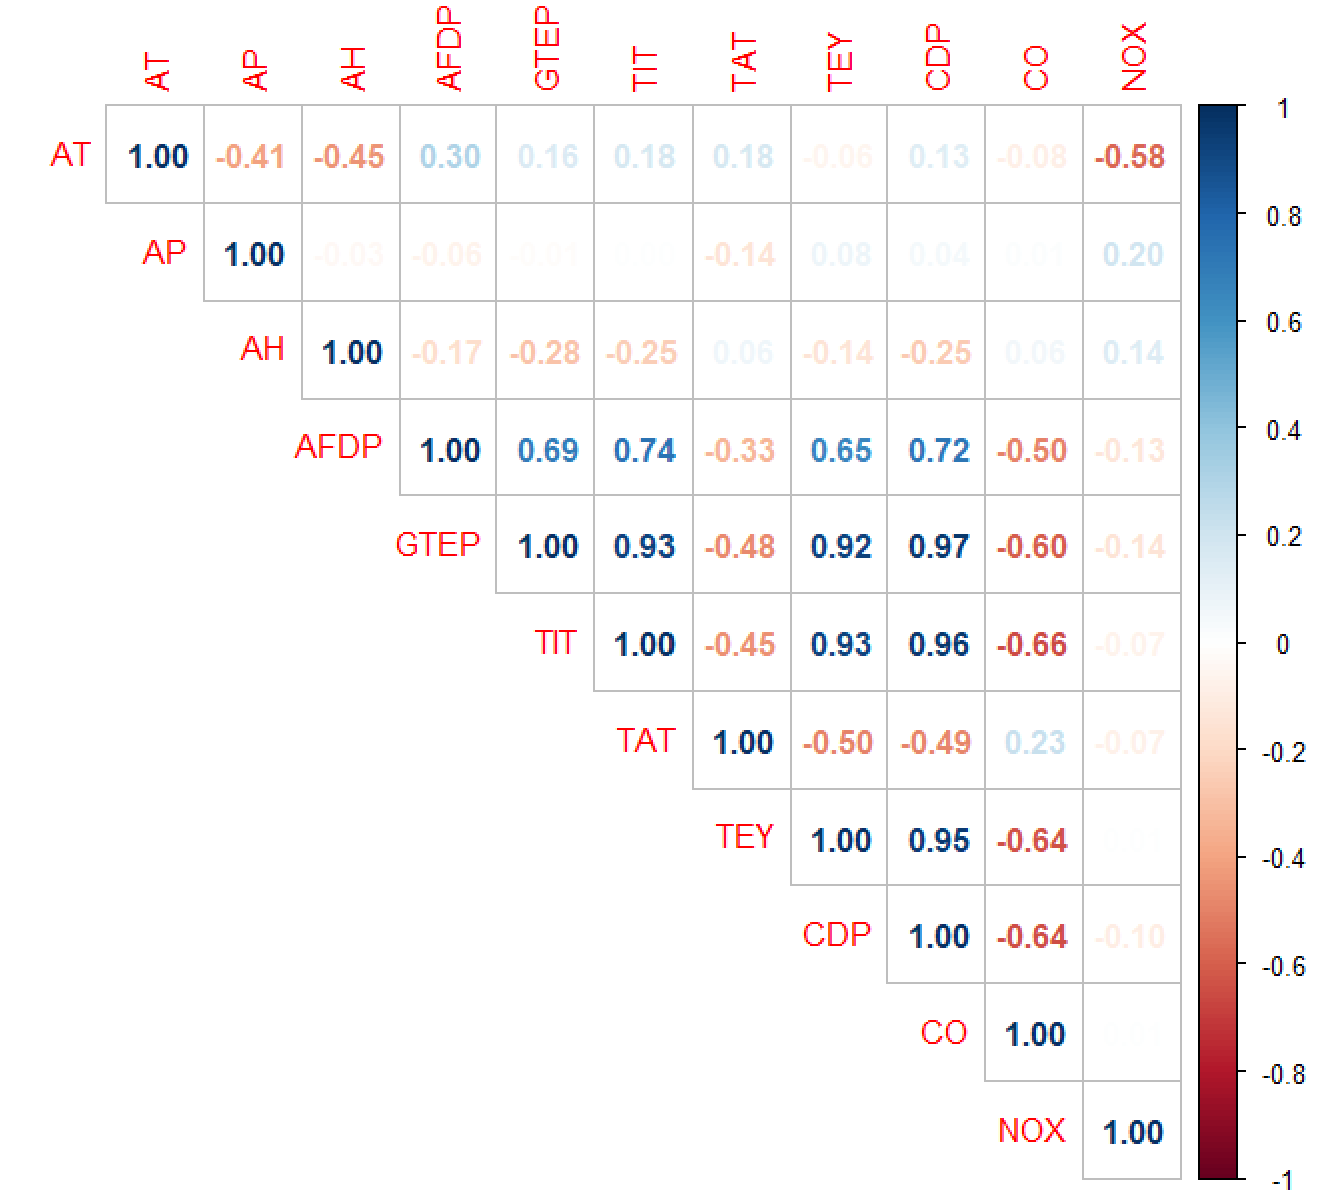 AT AP AH AFDP GTEP TIT TAT TEY CDP CO NOX
AT 1.00 -0.41 -0.45 0.30 0.16 0.18 0.18 -0.06 0.13 -0.08 -0.58
AP 1.00 -0.03 -0.06 -0.01 -0.14 0.08 0.04 0.01 0.20
AH 1.00 -0.17 -0.28 -0.25 0.06 -0.14 -0.25 0.06 0.14
AFDP 1.00 0.69 0.74 -0.33 0.65 0.72 -0.50 -0.13
GTEP 1.00 0.93 -0.48 0.92 0.97 -0.60 -0.14
TIT 1.00 -0.45 0.93 0.96 -0.66 -0.07
TAT 1.00 -0.50 -0.49 0.23 -0.07
TEY 1.00 0.95 -0.64
CDP 1.00 -0.64 -0.10
CO 1.00
NOX 1.00
1
0.8
0.6
0.4
0.2
0
-0.2
-0.4
-0.6
-0.8
-1